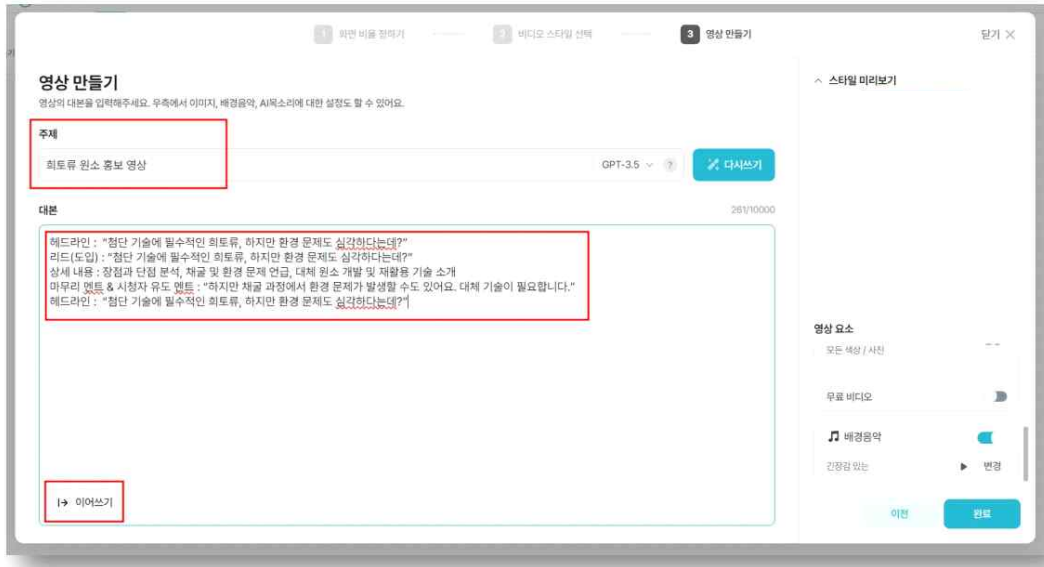 1 화면 비율 정하기
2 비디오 스타일 선택
3 영상 만들기
닫기 ×
영상 만들기
영상의 대본을 입력해주세요. 우측에서 이미지, 배경음악, AI목소리에 대한 설정도 할 수 있어요.
주제
희토류 원소 홍보 영상
GPT-3.5
?
다시쓰기
대본
261/10000
헤드라인 : "첨단 기술에 필수적인 희토류, 하지만 환경 문제도 심각하다는데?"
리드(도입) : "첨단 기술에 필수적인 희토류, 하지만 환경 문제도 심각하다는데?"
상세 내용 : 장점과 단점 분석, 채굴 및 환경 문제 언급, 대체 원소 개발 및 재활용 기술 소개
마무리 멘트 & 시청자 유도 멘트 : "하지만 채굴 과정에서 환경 문제가 발생할 수도 있어요. 대체 기술이 필요합니다."
헤드라인 : "첨단 기술에 필수적인 희토류, 하지만 환경 문제도 심각하다는데?"
이어쓰기
스타일 미리보기
영상 요소
모든 색상 / 사진
무료 비디오
배경음악
긴장감 있는
변경
이전
완료